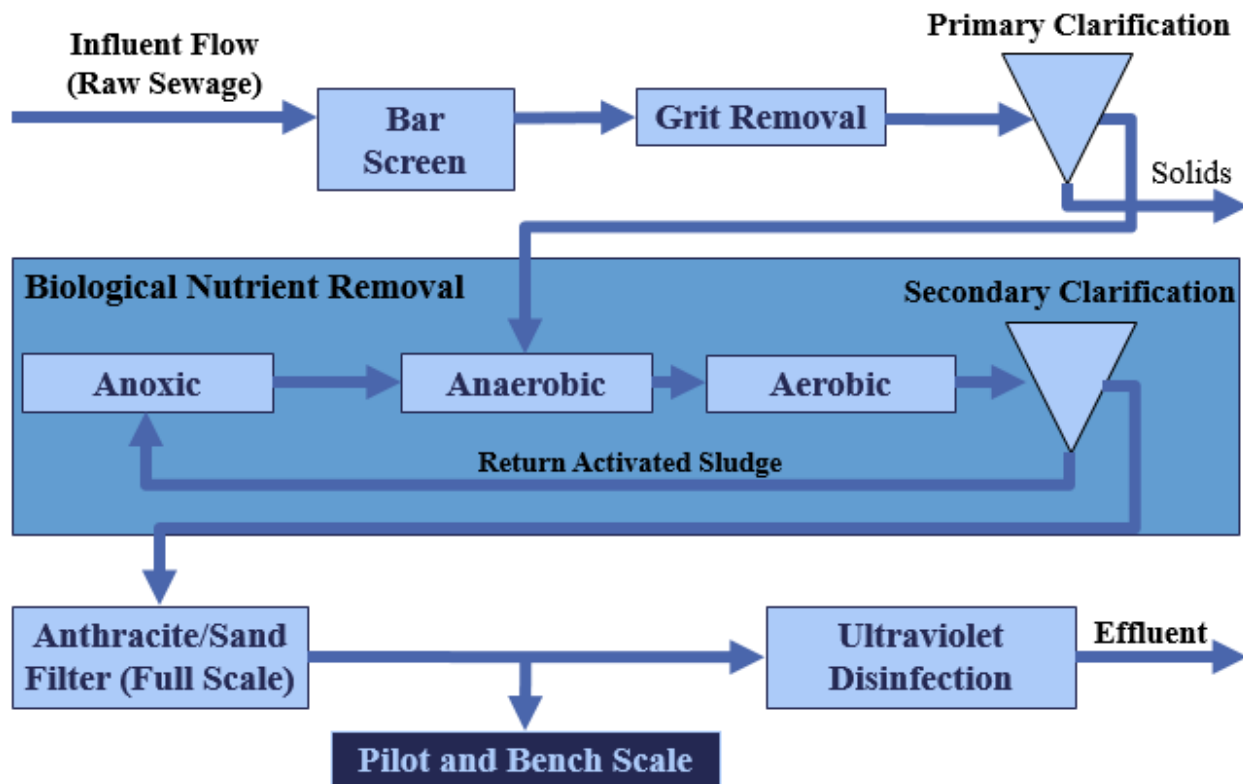 Influent Flow
(Raw Sewage)
Primary Clarification
Bar
Screen
Grit Removal
Solids
Biological Nutrient Removal
Secondary Clarification
Anoxic
Anaerobic
Aerobic
Return Activated Sludge
Anthracite/Sand
Filter (Full Scale)
Ultraviolet
Disinfection
Effluent
Pilot and Bench Scale